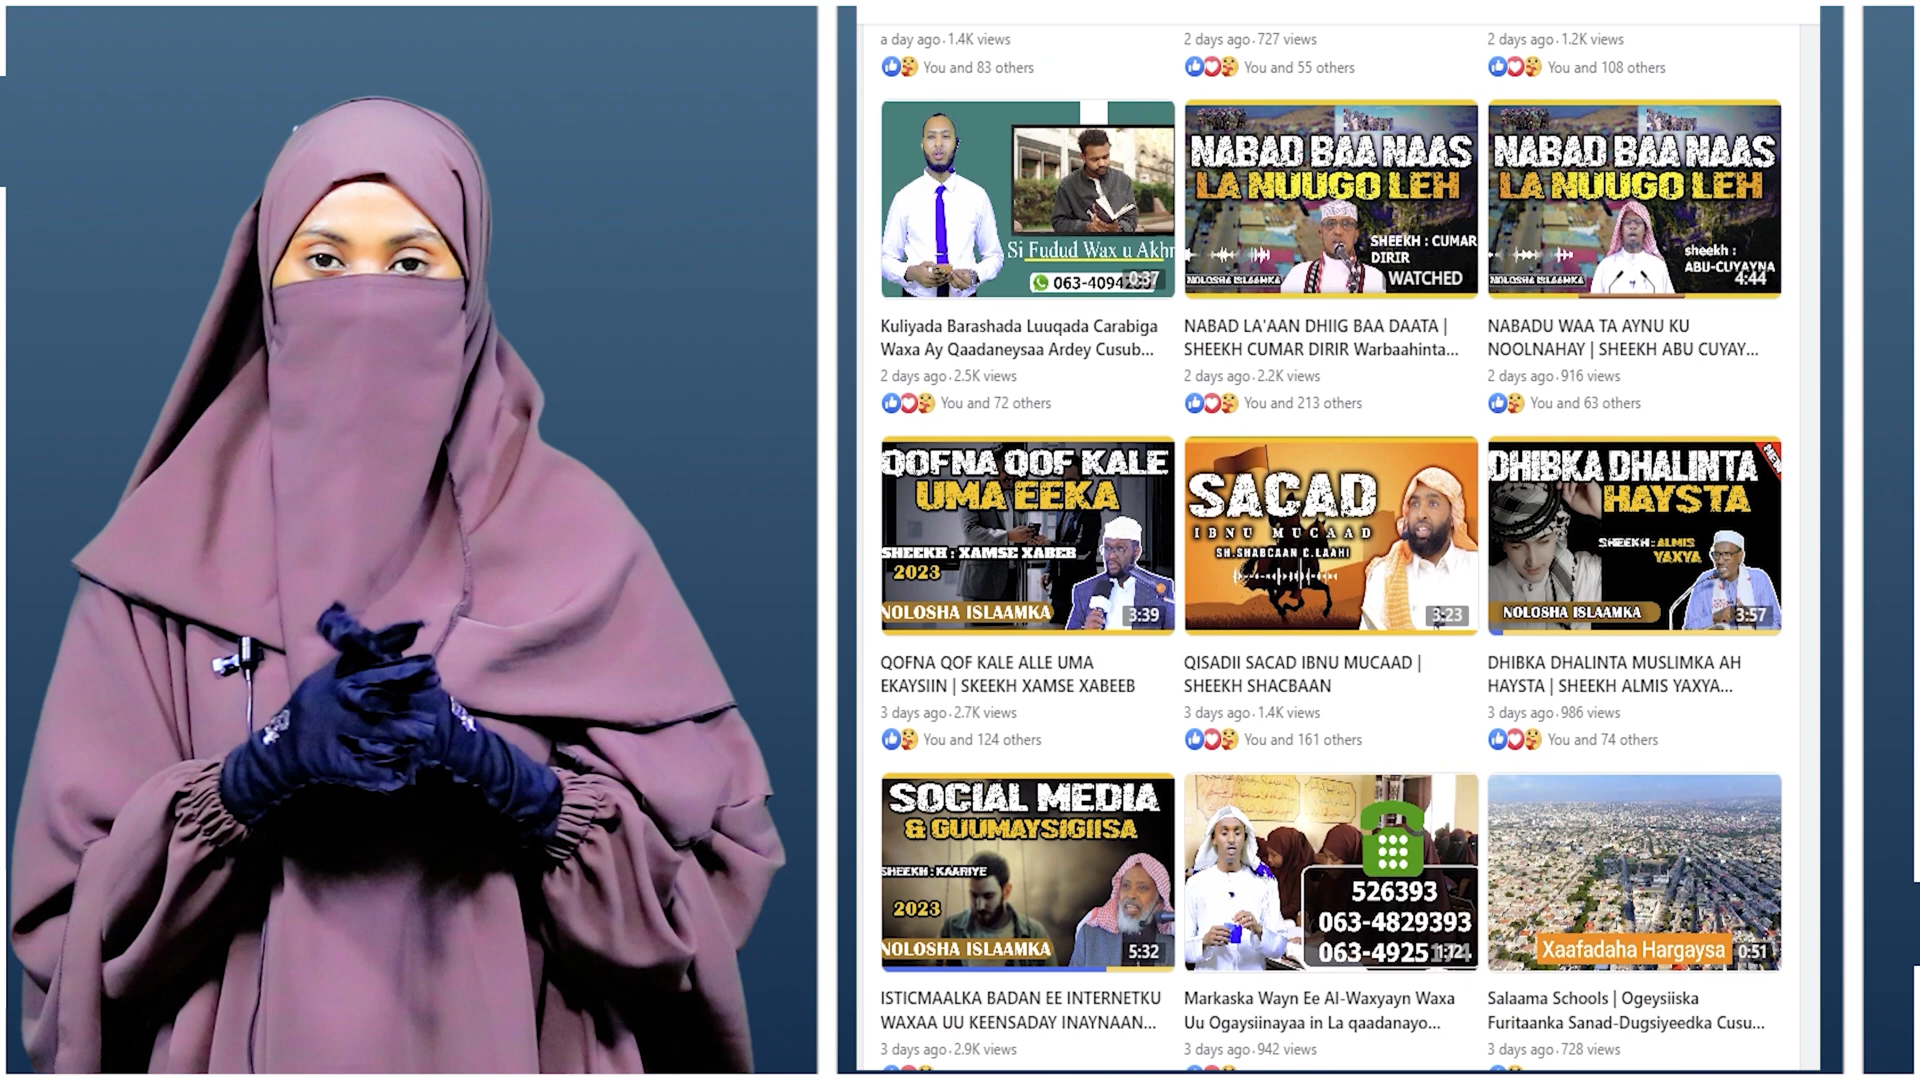 a day ago · 1.4K views
2 days ago · 727 views
2 days ago · 1.2K views
You and 83 others
You and 55 others
You and 108 others
Si Fudud Wax u Akhr
063-4094
0:37
NABAD BAA NAAS
LA NUUGO LEH
SHEEKH : CUMAR
DIRIR
WATCHED
NOLOSHA ISLAAMKA
NABAD BAA NAAS
LA NUUGO LEH
sheekh :
ABU-CUYAYNA
4:44
NOLOSHA ISLAAMKA
Kuliyada Barashada Luuqada Carabiga
Waxa Ay Qaadaneysaa Ardey Cusub...
2 days ago · 2.5K views
You and 72 others
NABAD LA'AAN DHIIG BAA DAATA |
SHEEKH CUMAR DIRIR Warbaahinta...
2 days ago · 2.2K views
You and 213 others
NABADU WAA TA AYNU KU
NOOLNAHAY | SHEEKH ABU CUYAY...
2 days ago · 916 views
You and 63 others
QOFNA QOF KALE
UMA EEKA
SHEEKH : XAMSE XABEB
2023
NOLOSHA ISLAAMKA
3:39
SACAD
IBNU MUCAAD
SH.SHABCAAN C.LAAHI
3:23
DHIBKA DHALINTA
HAYSTA
NEW
SHEEKH : ALMIS
YAXYA
NOLOSHA ISLAAMKA
3:57
QOFNA QOF KALE ALLE UMA
EKAYSIIN | SKEEKH XAMSE XABEEB
3 days ago · 2.7K views
You and 124 others
QISADII SACAD IBNU MUCAAD |
SHEEKH SHACBAAN
3 days ago · 1.4K views
You and 161 others
DHIBKA DHALINTA MUSLIMKA AH
HAYSTA | SHEEKH ALMIS YAXYA...
3 days ago · 986 views
You and 74 others
SOCIAL MEDIA
& GUUMAYSIGIISA
SHEEKH : KAARIYE
2023
NOLOSHA ISLAAMKA
5:32
526393
063-4829393
063-4925
1:12
Xaafadaha Hargaysa
0:51
ISTICMAALKA BADAN EE INTERNETKU
WAXAA UU KEENSADAY INAYNAAN...
3 days ago · 2.9K views
Markaska Wayn Ee Al-Waxyayn Waxa
Uu Ogaysiinayaa in La qaadanayo...
3 days ago · 942 views
Salaama Schools | Ogeysiiska
Furitaanka Sanad-Dugsiyeedka Cusu...
3 days ago · 728 views